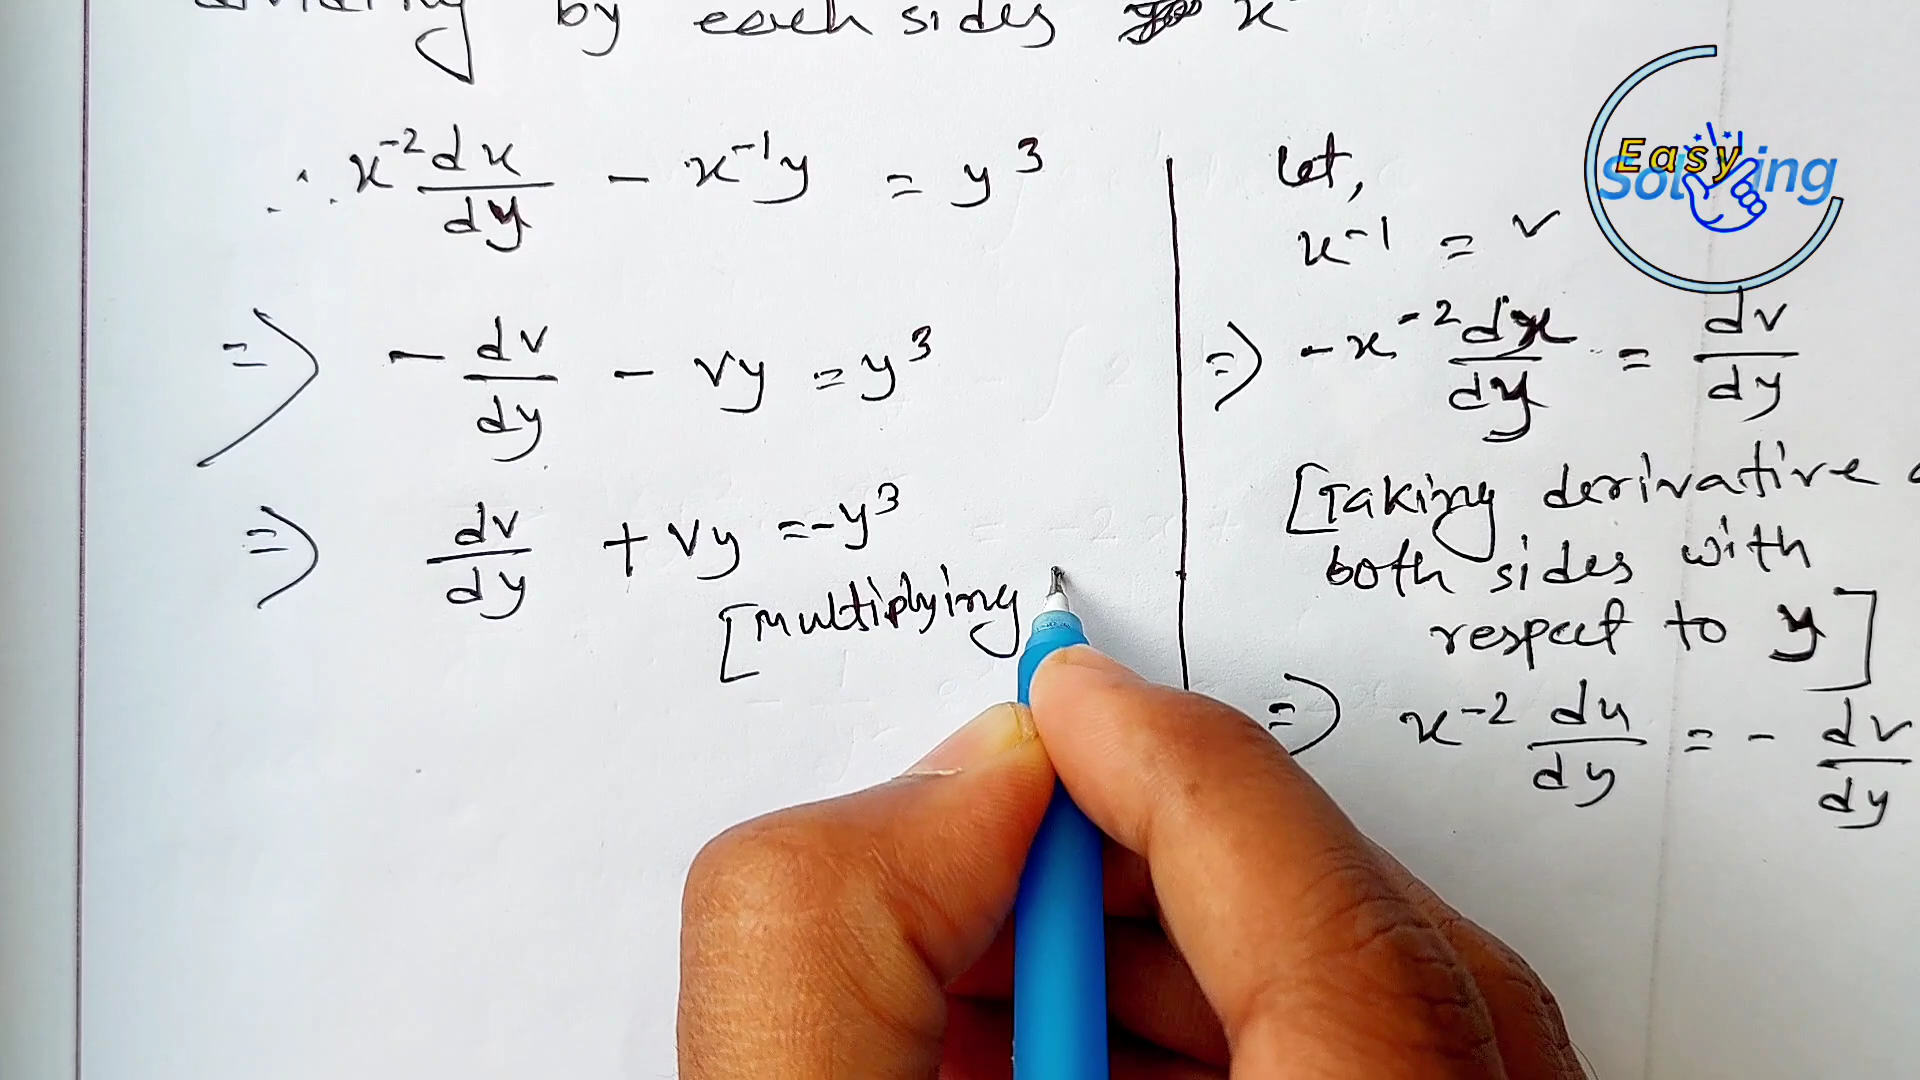 by each sides x
∴ x⁻² dx/dy - x⁻¹y = y³
=> - dv/dy - vy = y³
=> dv/dy + vy = -y³
[Multiplying
Let,
x⁻¹ = v
=> -x⁻² dx/dy = dv/dy
[Taking derivative
both sides with
respect to y]
=> x⁻² dx/dy = - dv/dy
Easy
Solving